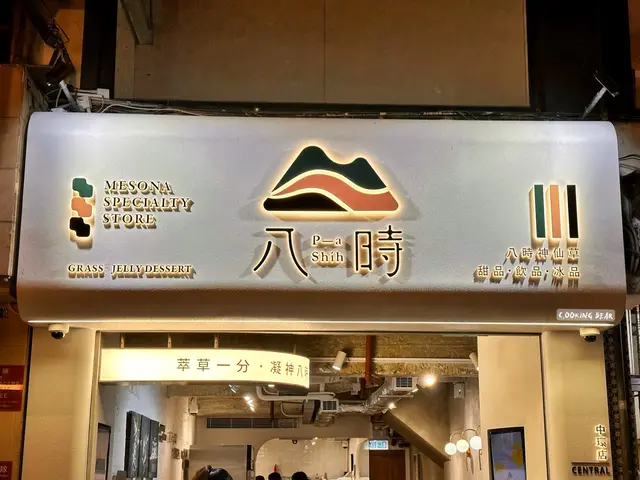 MESONA
SPECIALTY
STORE
GRASS JELLY DESSERT
八 P—a 時
Shih
八時神仙草
甜品·飲品·冰品
COOKING BEAR
萃草一分·凝神八
中環店
CENTRAL